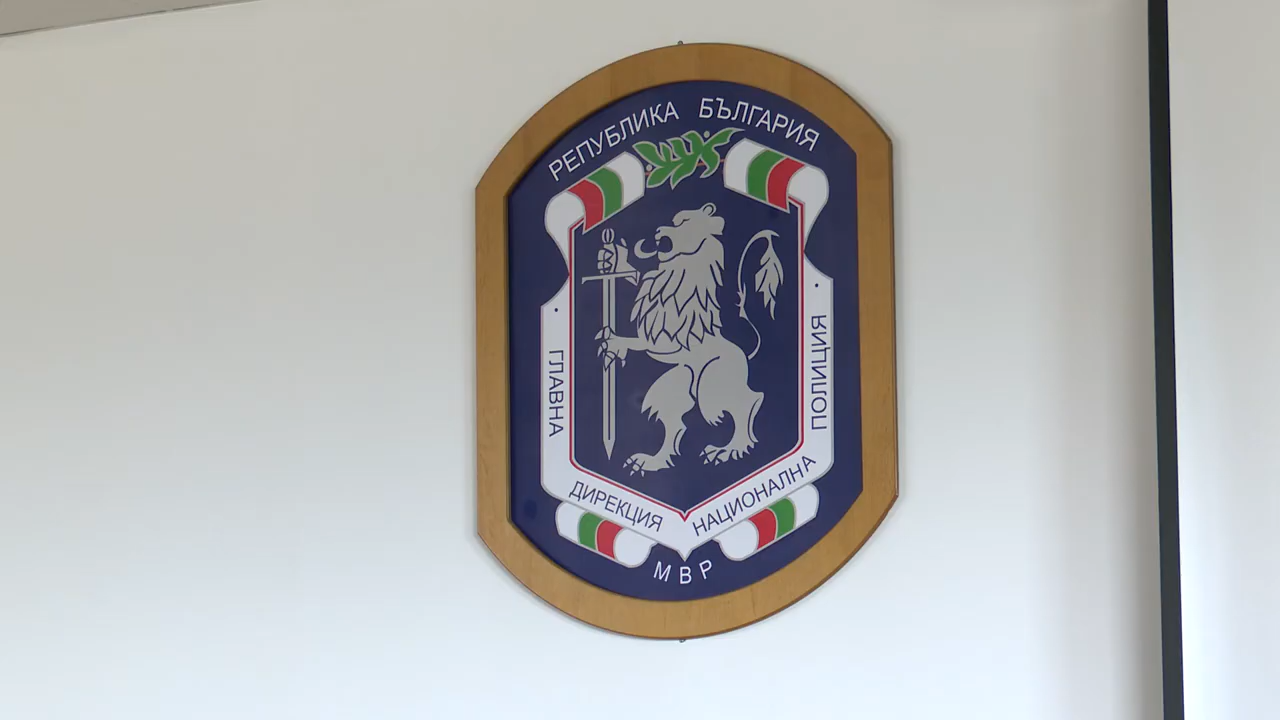 РЕПУБЛИКА БЪЛГАРИЯ
ГЛАВНА
ДИРЕКЦИЯ
НАЦИОНАЛНА
ПОЛИЦИЯ
МВР